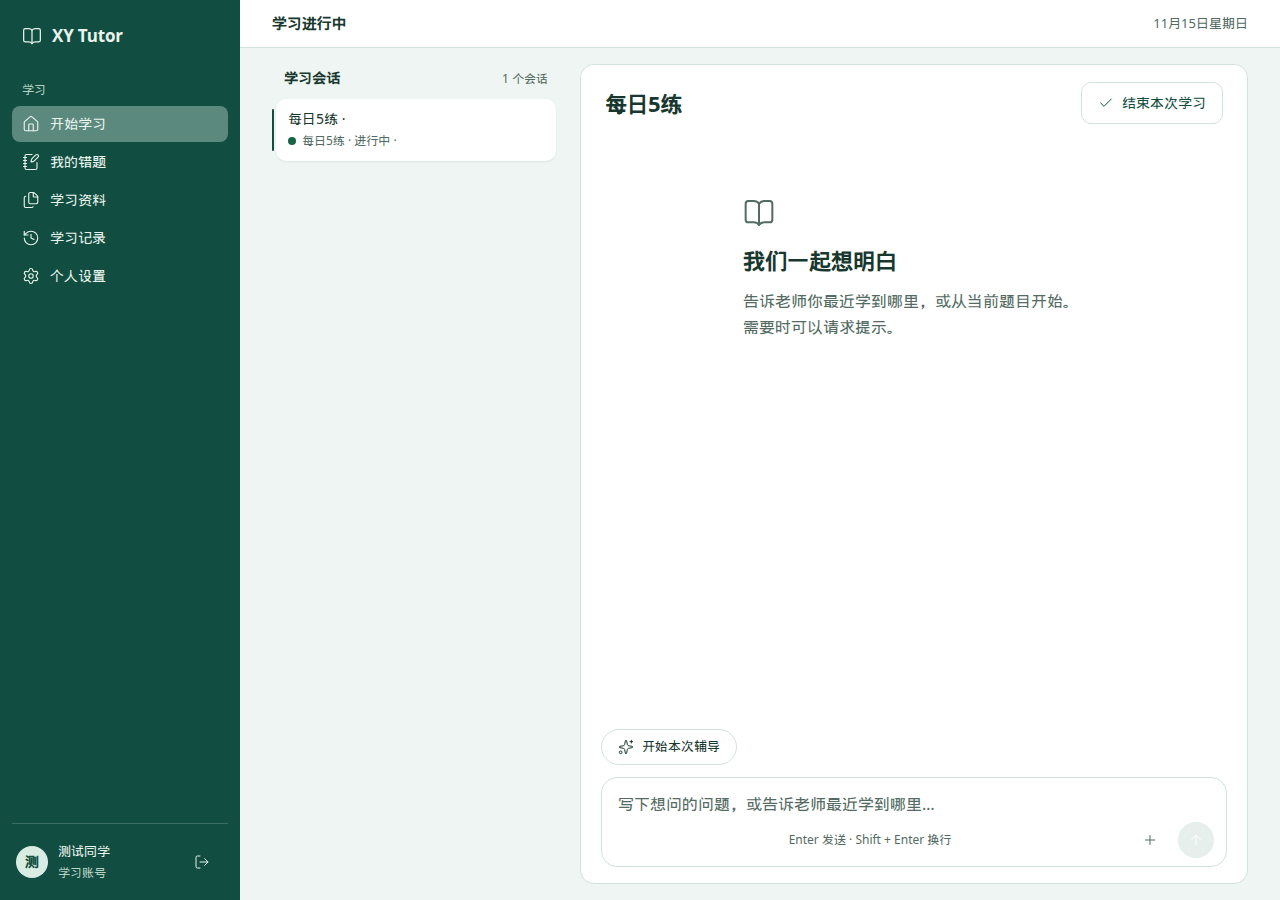 XY Tutor
学习
开始学习
我的错题
学习资料
学习记录
个人设置
测
测试同学
学习账号
学习进行中
11月15日星期日
学习会话
1 个会话
每日5练 ·
每日5练 · 进行中 ·
每日5练
结束本次学习
我们一起想明白
告诉老师你最近学到哪里，或从当前题目开始。
需要时可以请求提示。
开始本次辅导
写下想问的问题，或告诉老师最近学到哪里...
Enter 发送 · Shift + Enter 换行